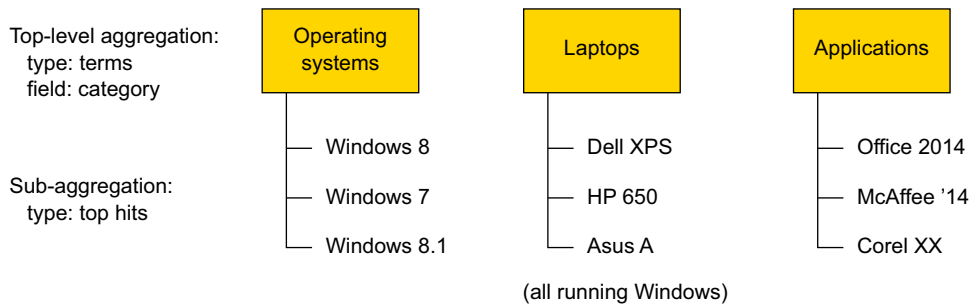 Top-level aggregation:
type: terms
field: category
Operating
systems
Laptops
Applications
Windows 8
Dell XPS
Office 2014
Sub-aggregation:
type: top hits
Windows 7
HP 650
McAffee ’14
Windows 8.1
Asus A
Corel XX
(all running Windows)